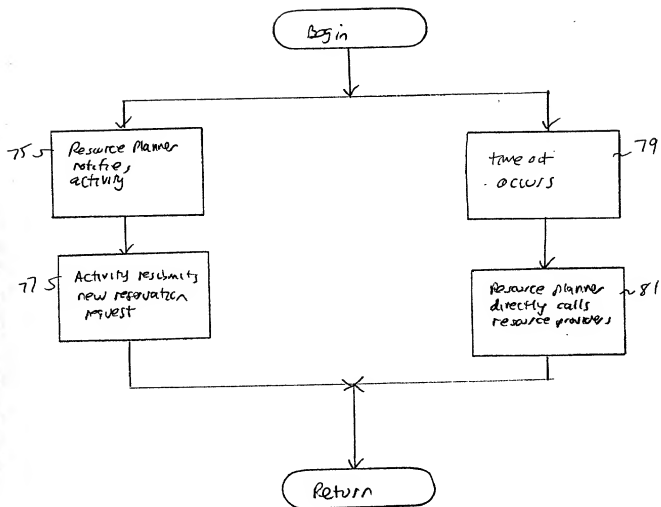 Begin
75
Resource Planner
notifies
activity
79
time out
occurs
77
Activity resubmits
new reservation
request
81
Resource planner
directly calls
resource providers
Return